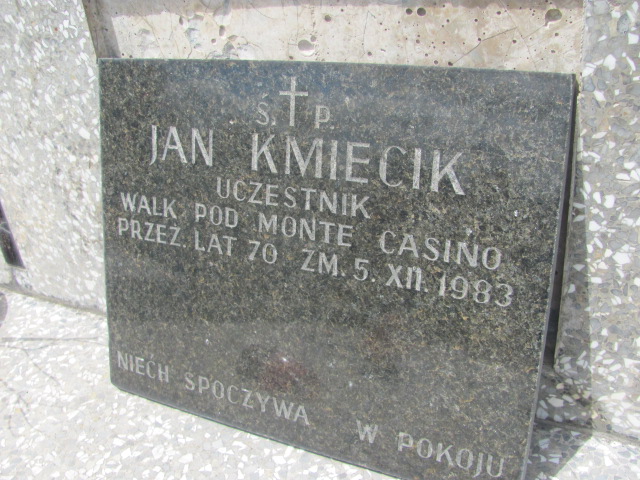 Ś. P.
JAN KMIECIK
UCZESTNIK
WALK POD MONTE CASINO
PRZEŻ. LAT 70 ZM. 5. XII. 1983
NIECH SPOCZYWA W POKOJU